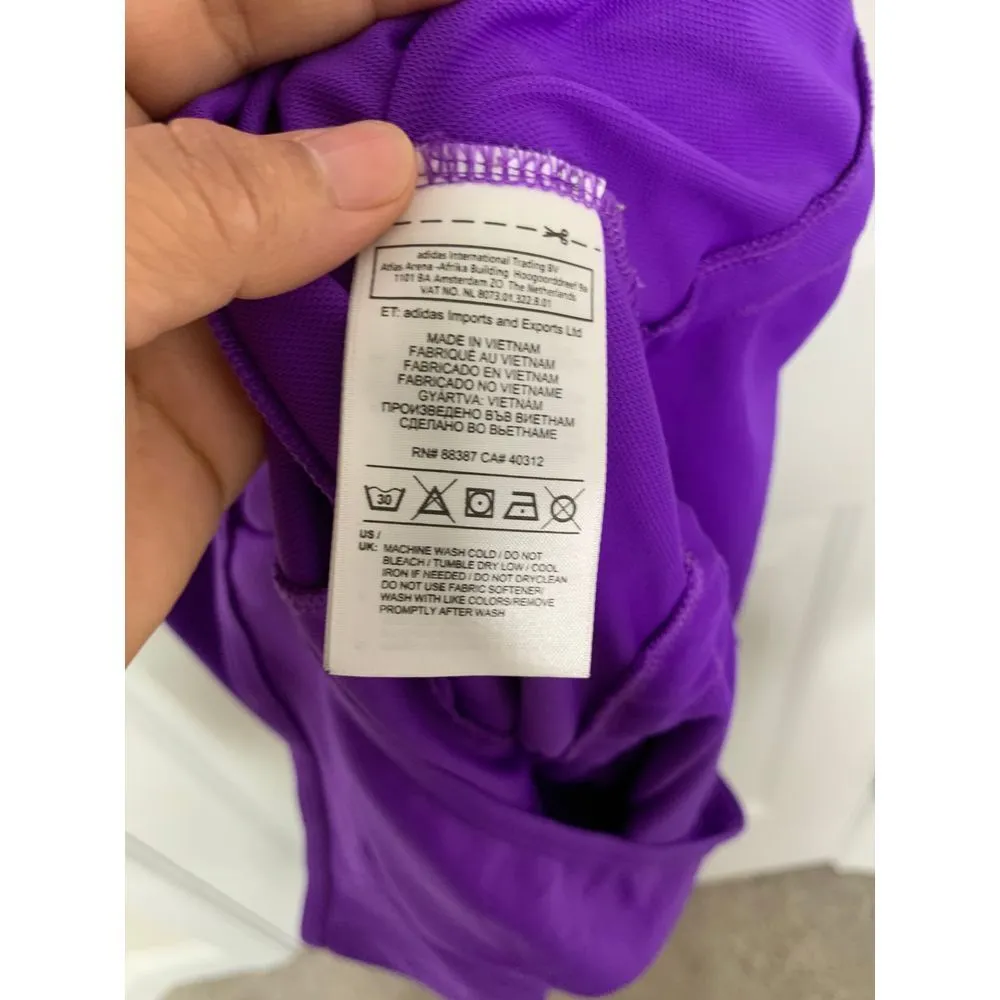 adidas International Trading BV
Atlas Arena -Afrika Building Hoogoorddreef 9a
1101 BA Amsterdam ZO The Netherlands
VAT NO. NL 8073.01.322.B.01
ET: adidas Imports and Exports Ltd
MADE IN VIETNAM
FABRIQUÉ AU VIETNAM
FABRICADO EN VIETNAM
FABRICADO NO VIETNAME
GYÁRTVA: VIETNÁM
ПРОИЗВЕДЕНО ВЪВ ВИЕТНАМ
СДЕЛАНО ВО ВЬЕТНАМЕ
RN# 88387 CA# 40312
30
US /
UK: MACHINE WASH COLD / DO NOT
BLEACH / TUMBLE DRY LOW / COOL
IRON IF NEEDED / DO NOT DRYCLEAN
DO NOT USE FABRIC SOFTENER/
WASH WITH LIKE COLORS/REMOVE
PROMPTLY AFTER WASH